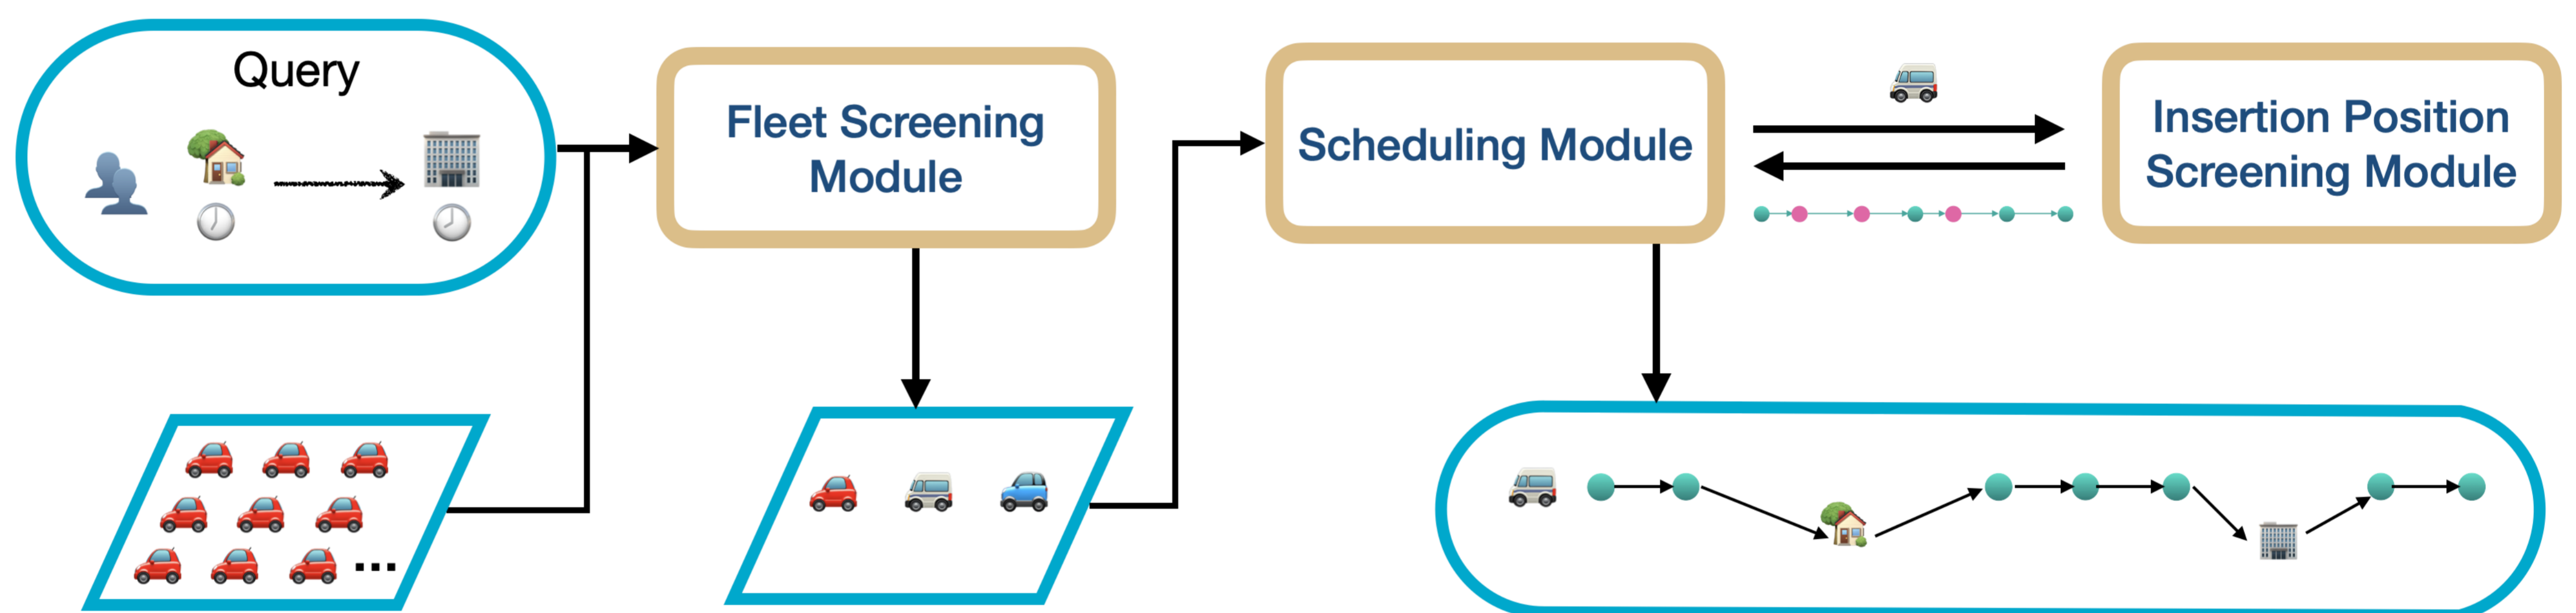 Query
Fleet Screening
Module
Scheduling Module
Insertion Position
Screening Module
...